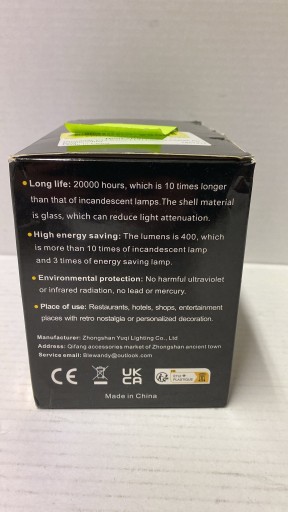 • Long life: 20000 hours, which is 10 times longer
than that of incandescent lamps.The shell material
is glass, which can reduce light attenuation.
• High energy saving: The lumens is 400, which
is more than 10 times of incandescent lamp
and 3 times of energy saving lamp.
• Environmental protection: No harmful ultraviolet
or infrared radiation, no lead or mercury.
• Place of use: Restaurants, hotels, shops, entertainment
places with retro nostalgia or personalized decoration.
Manufacturer: Zhongshan Yuqi Lighting Co., Ltd
Address: Qifang accessories market of Zhongshan ancient town
Service email: Siewandy@outlook.com
CE UK
CA
Made in China